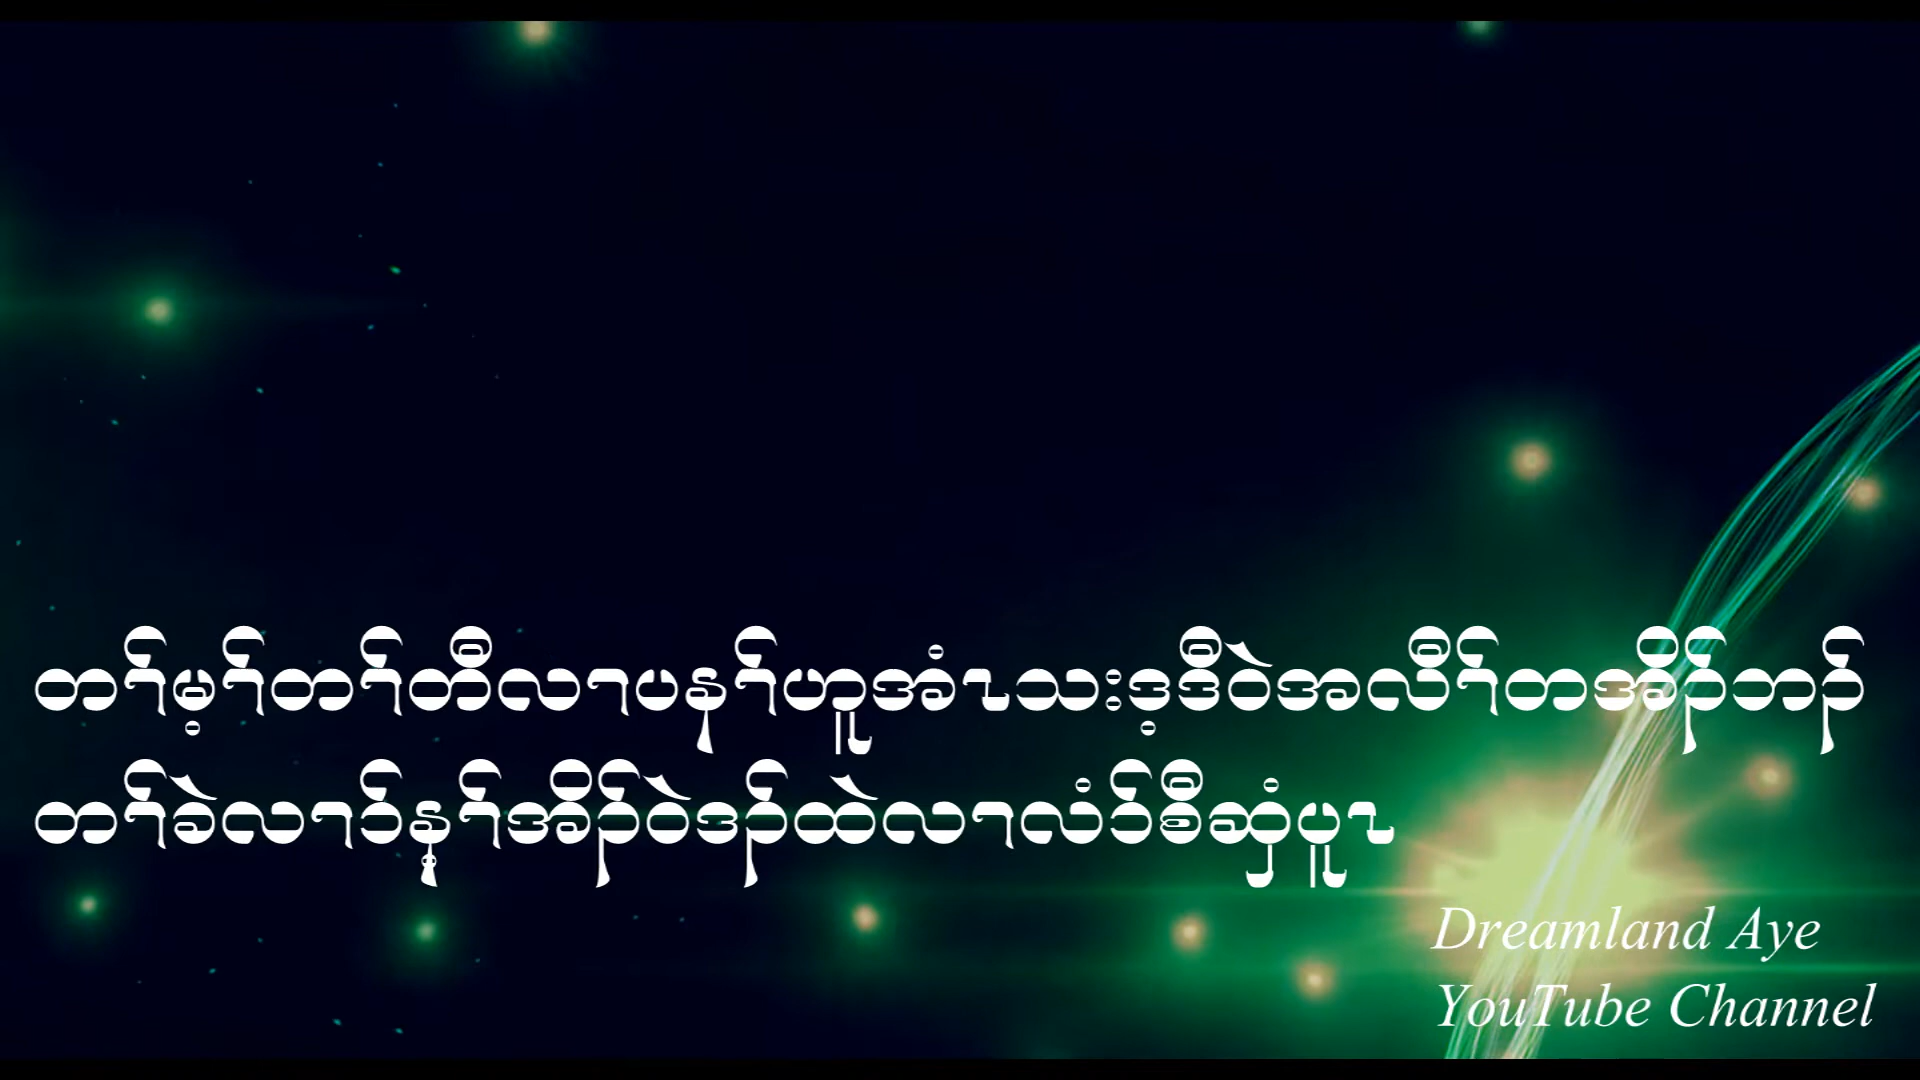 တၢ်မ့ၢ်တၢ်တီလၢပနၢ်ဟူအံၤသးဒ့ဒီဝဲအလီၢ်တအိၣ်ဘၣ်
တၢ်ခဲလၢာ်န့ၢ်အိၣ်ဝဲဒၣ်ထဲလၢလံာ်စီဆှံပူၤ
Dreamland Aye
YouTube Channel